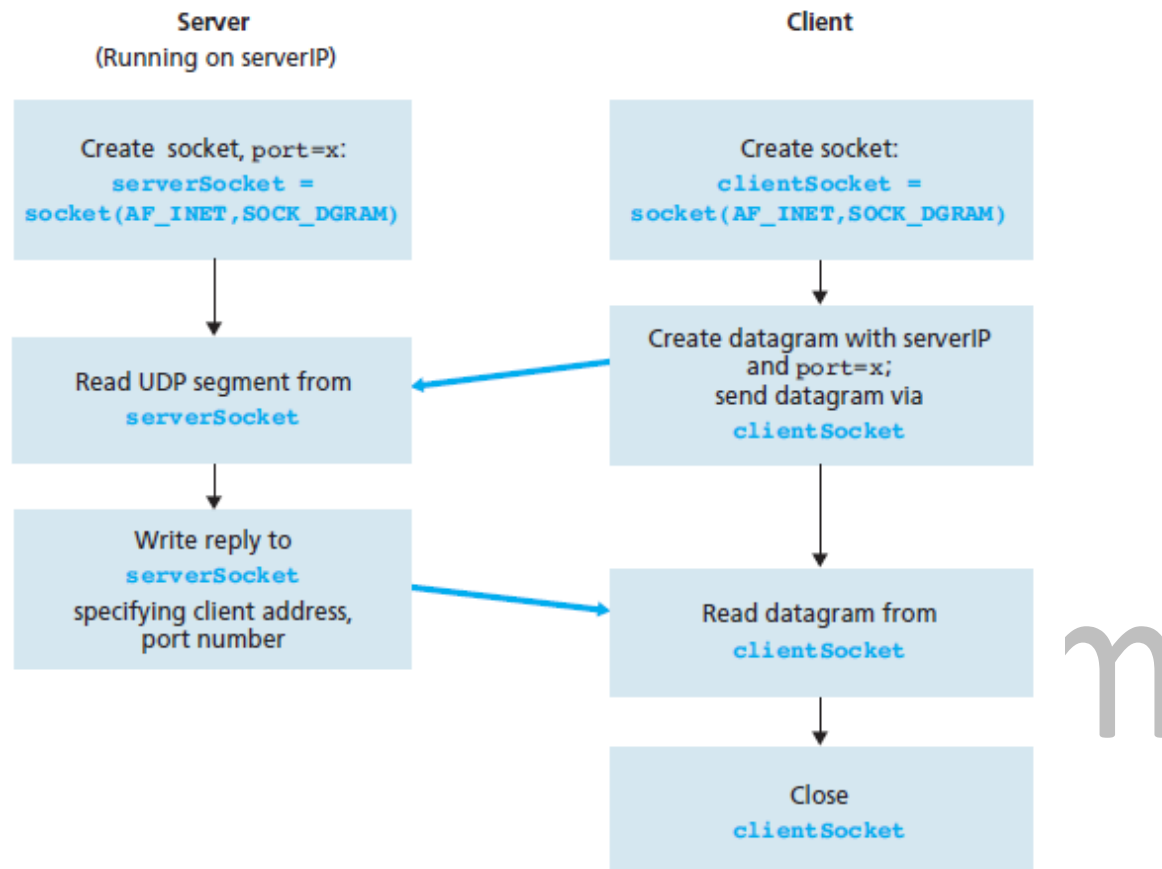 Server
(Running on serverIP)
Create socket, port=x:
serverSocket =
socket(AF_INET,SOCK_DGRAM)
Read UDP segment from
serverSocket
Write reply to
serverSocket
specifying client address,
port number
Client
Create socket:
clientSocket =
socket(AF_INET,SOCK_DGRAM)
Create datagram with serverIP
and port=x;
send datagram via
clientSocket
Read datagram from
clientSocket
Close
clientSocket